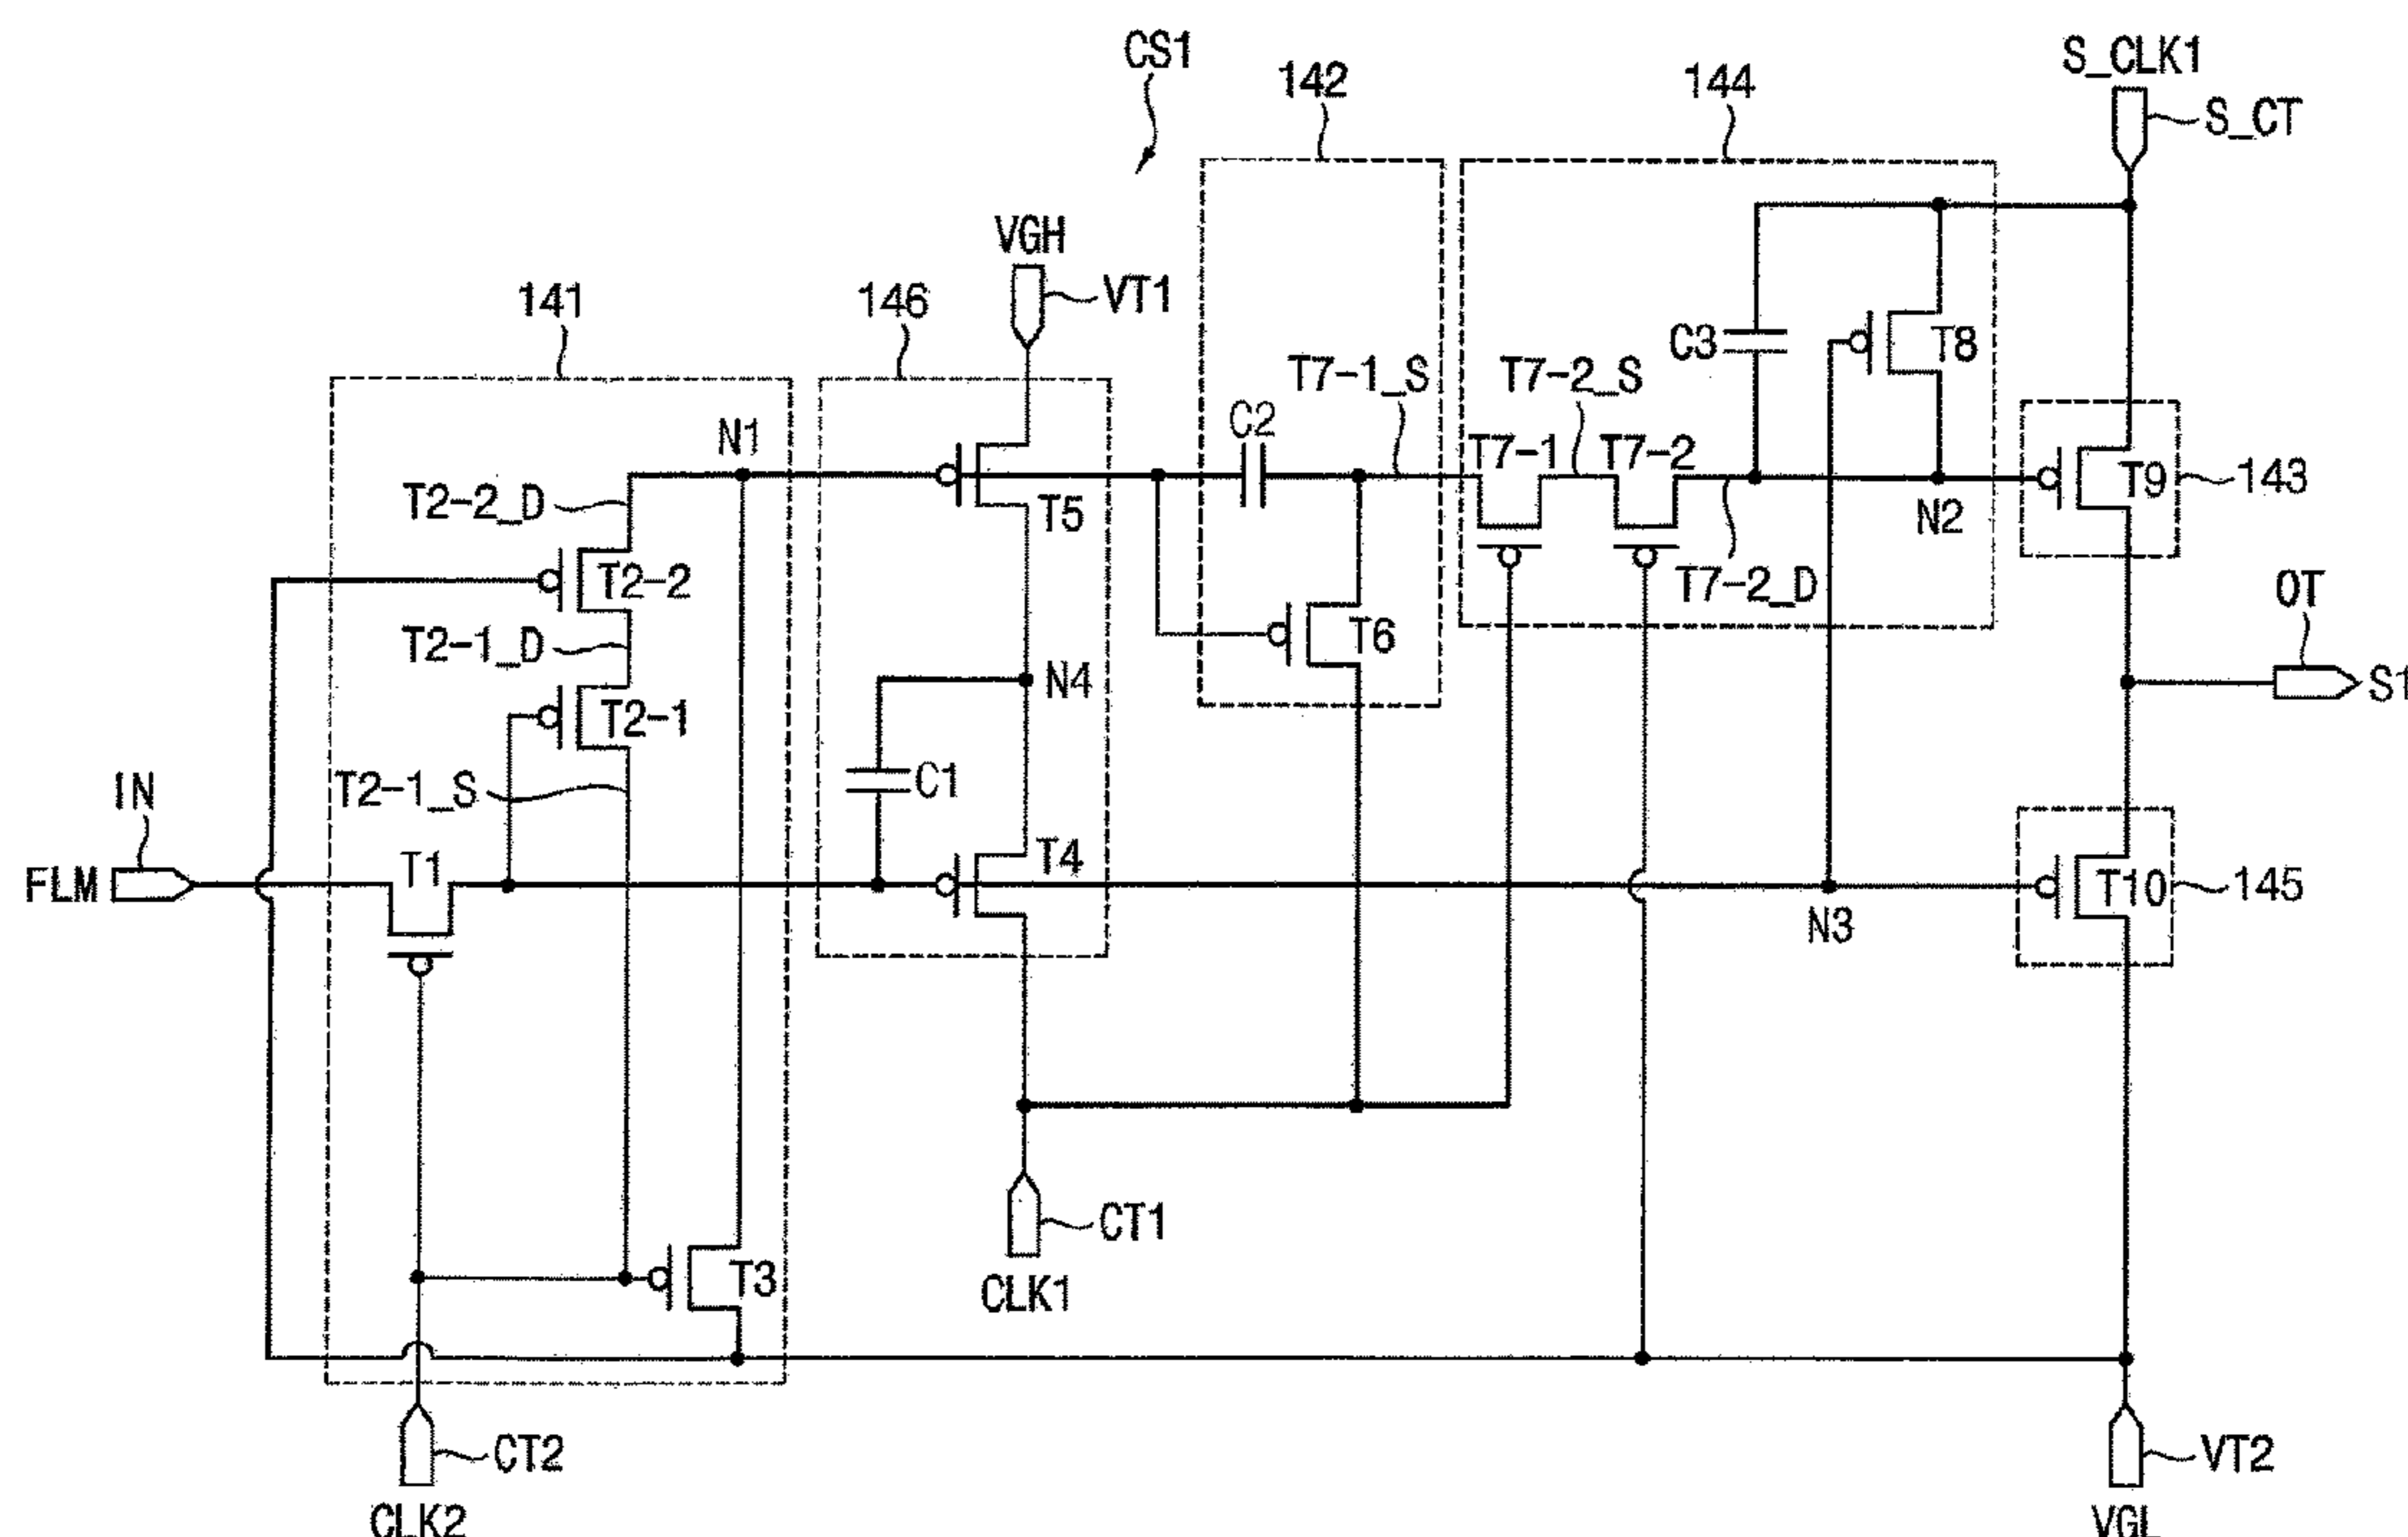 CS1
142
144
S_CLK1
S_CT
VGH
VT1
141
146
N1
C2
T7-1_S
T7-2_S
C3
T8
T7-1
T7-2
T9
143
T2-2_D
T5
N2
T2-2
T7-2_D
OT
T2-1_D
T6
N4
S1
T2-1
T2-1_S
C1
IN
T1
T4
FLM
T10
145
N3
T3
CT1
CLK1
CT2
CLK2
VT2
VGL